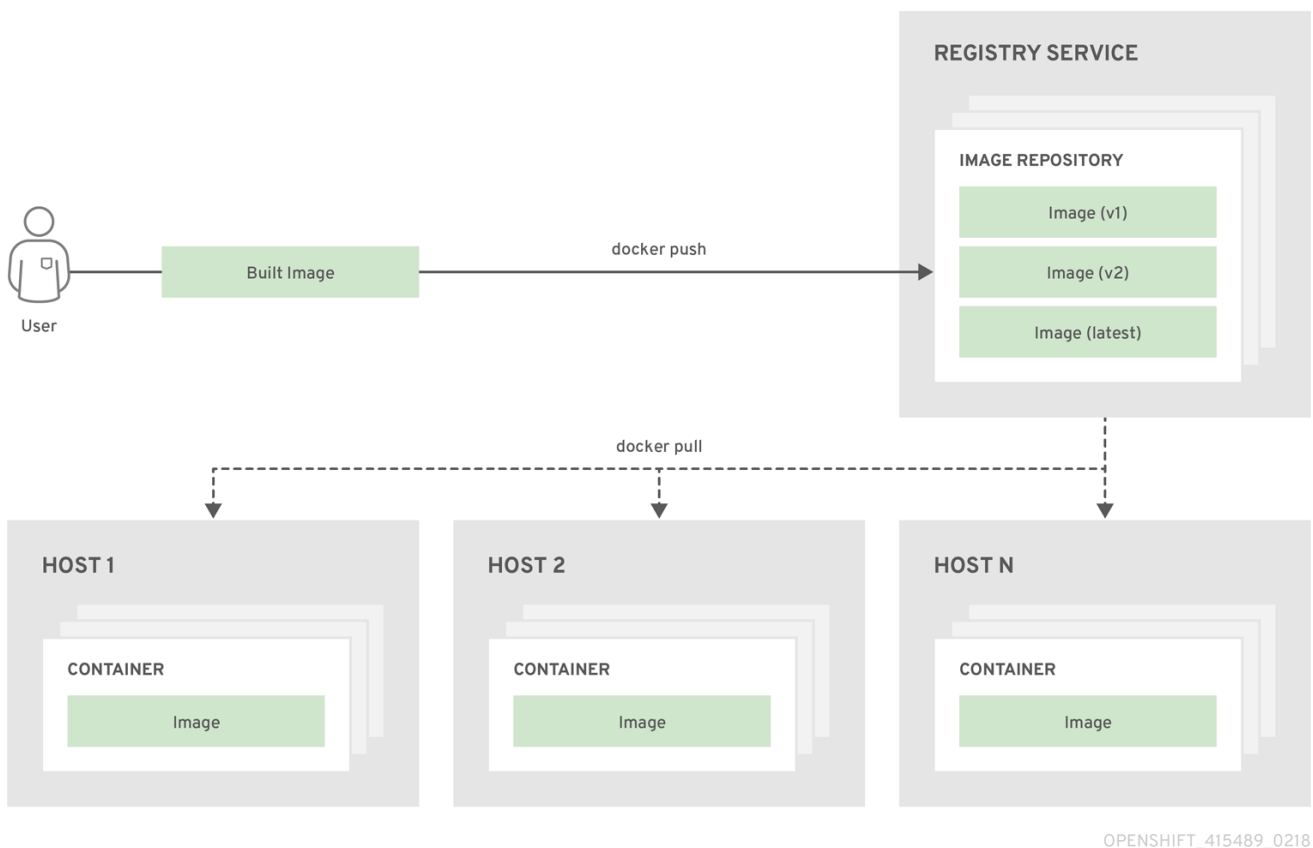 REGISTRY SERVICE
IMAGE REPOSITORY
Image (v1)
Image (v2)
Image (latest)
docker push
Built Image
User
docker pull
HOST 1
CONTAINER
Image
HOST 2
CONTAINER
Image
HOST N
CONTAINER
Image
OPENSHIFT_415489_0218